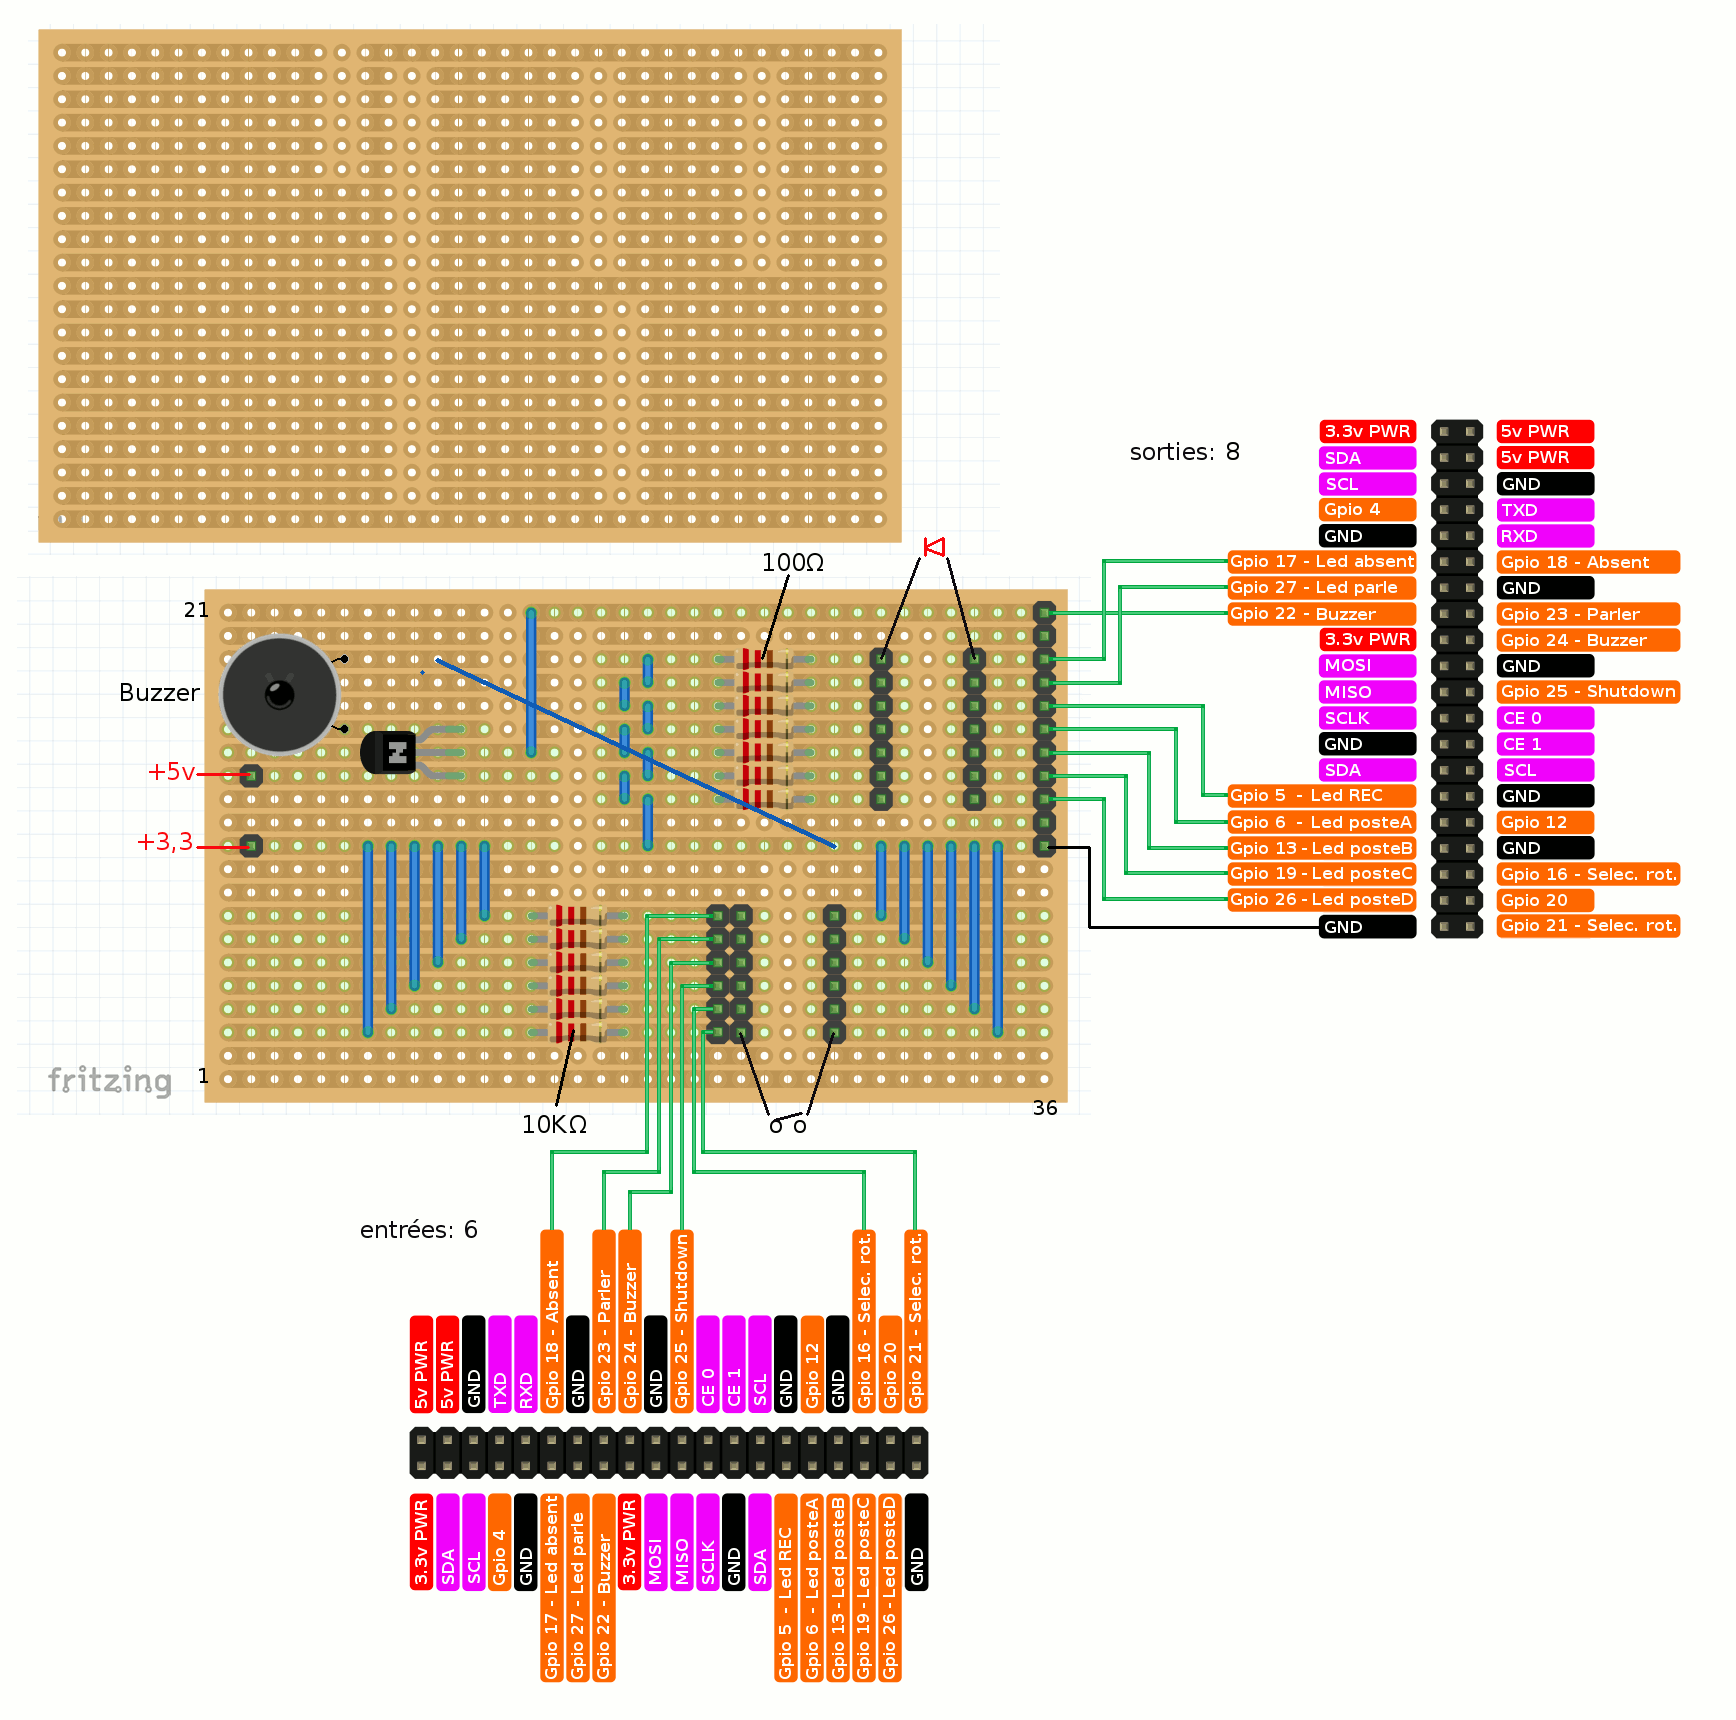 100Ω
21
Buzzer
+5v
+3,3
fritzing
1
36
10KΩ
sorties: 8
3.3v PWR 5v PWR
SDA 5v PWR
SCL GND
Gpio 4 TXD
GND RXD
Gpio 17 - Led absent Gpio 18 - Absent
Gpio 27 - Led parle GND
Gpio 22 - Buzzer Gpio 23 - Parler
3.3v PWR Gpio 24 - Buzzer
MOSI GND
MISO Gpio 25 - Shutdown
SCLK CE 0
GND CE 1
SDA SCL
Gpio 5 - Led REC GND
Gpio 6 - Led posteA Gpio 12
Gpio 13 - Led posteB GND
Gpio 19 - Led posteC Gpio 16 - Selec. rot.
Gpio 26 - Led posteD Gpio 20
GND Gpio 21 - Selec. rot.
entrées: 6
5v PWR
5v PWR
GND
TXD
RXD
Gpio 18 - Absent
GND
Gpio 23 - Parler
Gpio 24 - Buzzer
GND
Gpio 25 - Shutdown
CE 0
CE 1
SCL
GND
Gpio 12
GND
Gpio 16 - Selec. rot.
Gpio 20
Gpio 21 - Selec. rot.
3.3v PWR
SDA
SCL
Gpio 4
GND
Gpio 17 - Led absent
Gpio 27 - Led parle
Gpio 22 - Buzzer
3.3v PWR
MOSI
MISO
SCLK
GND
SDA
Gpio 5 - Led REC
Gpio 6 - Led posteA
Gpio 13 - Led posteB
Gpio 19 - Led posteC
Gpio 26 - Led posteD
GND